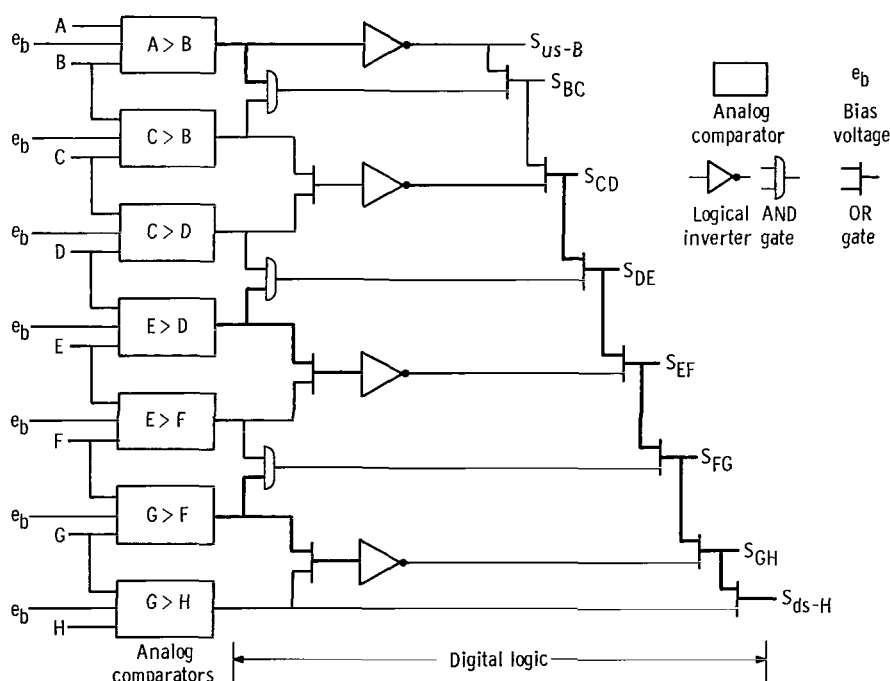 A
e_b
B
A > B
S_us-B
S_BC
e_b
C
C > B
S_CD
e_b
D
C > D
S_DE
e_b
E
E > D
S_EF
e_b
F
E > F
S_FG
e_b
G
G > F
S_GH
e_b
H
G > H
S_ds-H
Analog
comparators
Digital logic
Analog
comparator
e_b
Bias
voltage
Logical
inverter
AND
gate
OR
gate